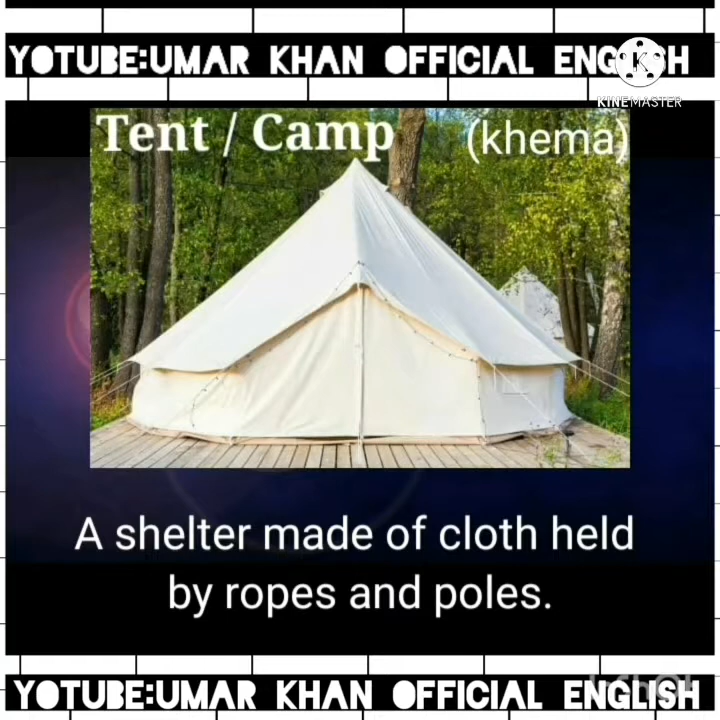 YOTUBE:UMAR KHAN OFFICIAL ENGLISH
K
KINEMASTER
Tent / Camp (khema)
A shelter made of cloth held
by ropes and poles.
YOTUBE:UMAR KHAN OFFICIAL ENGLISH